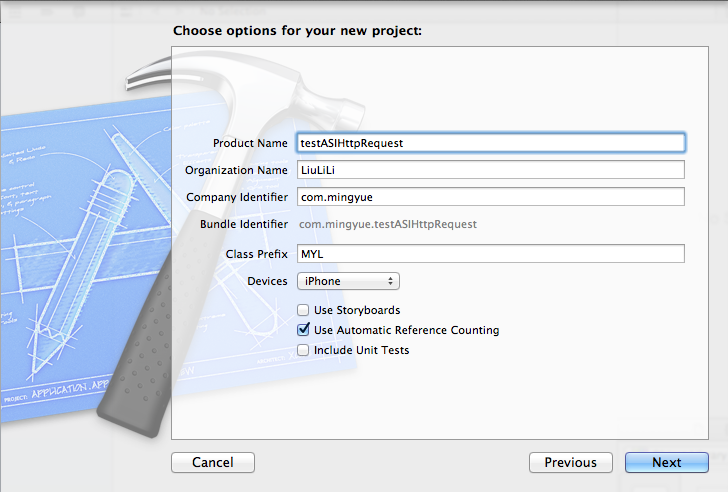 Choose options for your new project:
Product Name testASIHttpRequest
Organization Name LiuLiLi
Company Identifier com.mingyue
Bundle Identifier com.mingyue.testASIHttpRequest
Class Prefix MYL
Devices iPhone
Use Storyboards
Use Automatic Reference Counting
Include Unit Tests
PROJECT: APPLICATION.APP
Cancel Previous Next